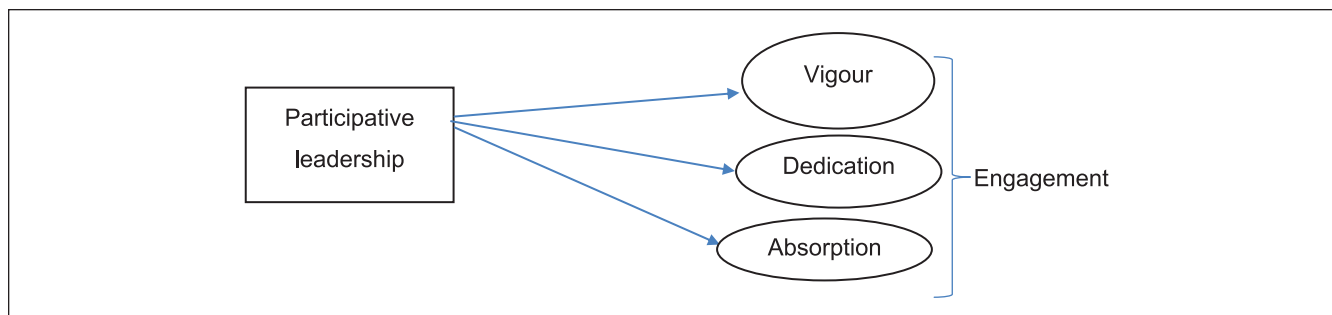 Participative
leadership
Vigour
Dedication
Absorption
Engagement